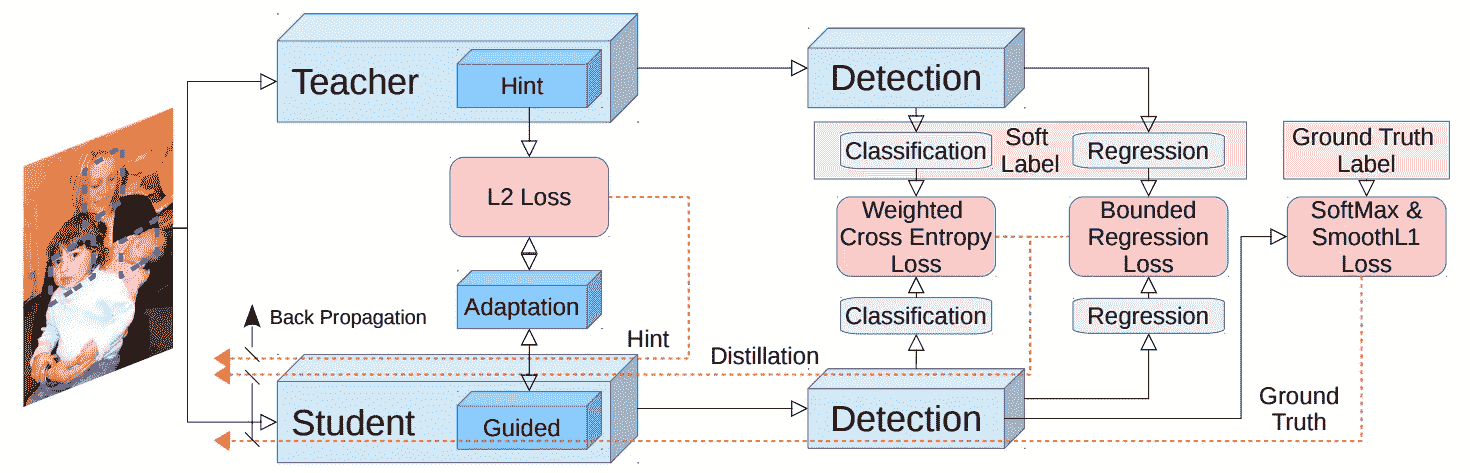 Teacher
Hint
Detection
Classification
Soft
Label
Regression
Ground Truth
Label
L2 Loss
Weighted
Cross Entropy
Loss
Bounded
Regression
Loss
SoftMax &
SmoothL1
Loss
Adaptation
Classification
Regression
Back Propagation
Hint
Distillation
Student
Guided
Detection
Ground
Truth